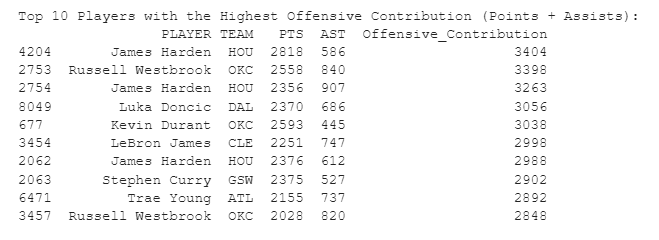 Top 10 Players with the Highest Offensive Contribution (Points + Assists):
PLAYER TEAM PTS AST Offensive_Contribution
4204 James Harden HOU 2818 586 3404
2753 Russell Westbrook OKC 2558 840 3398
2754 James Harden HOU 2356 907 3263
8049 Luka Doncic DAL 2370 686 3056
677 Kevin Durant OKC 2593 445 3038
3454 LeBron James CLE 2251 747 2998
2062 James Harden HOU 2376 612 2988
2063 Stephen Curry GSW 2375 527 2902
6471 Trae Young ATL 2155 737 2892
3457 Russell Westbrook OKC 2028 820 2848